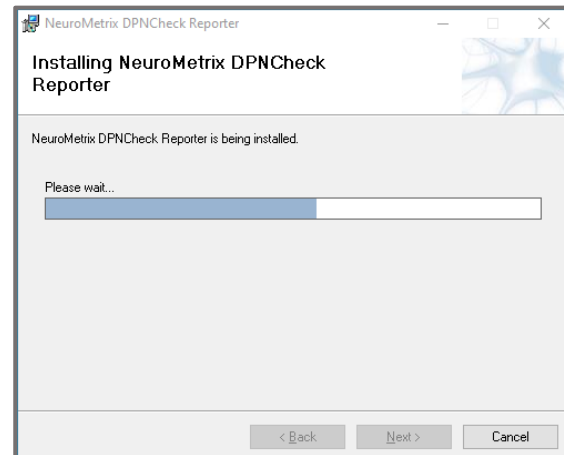 NeuroMetrix DPNCheck Reporter
Installing NeuroMetrix DPNCheck
Reporter
NeuroMetrix DPNCheck Reporter is being installed.
Please wait...
< Back
Next >
Cancel